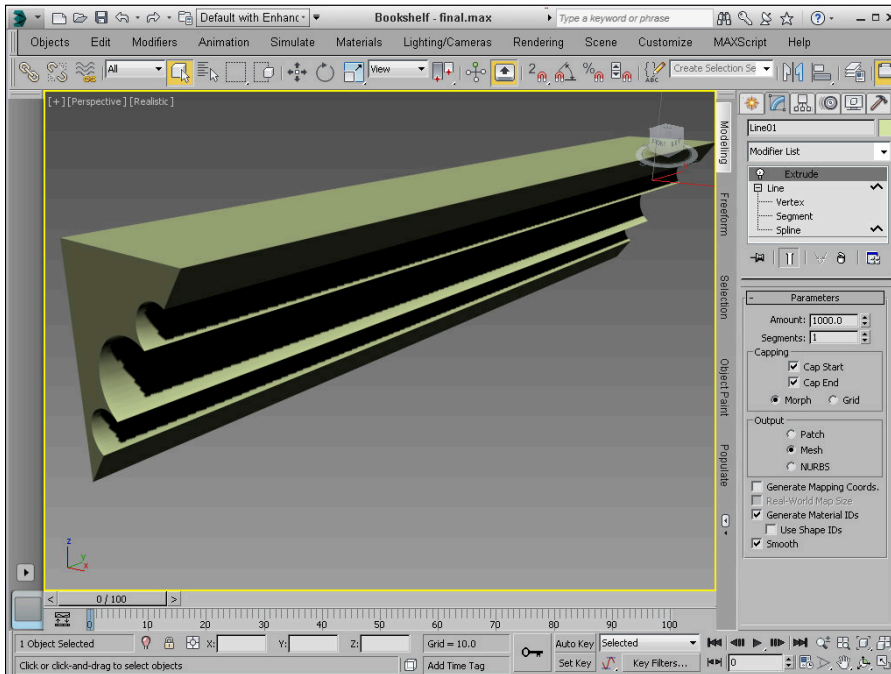 Default with Enhanc
Bookshelf - final.max
Type a keyword or phrase
Objects Edit Modifiers Animation Simulate Materials Lighting/Cameras Rendering Scene Customize MAXScript Help
All
View
Create Selection Se
[+][Perspective][Realistic]
Modeling
Freeform
Selection
Object Paint
Populate
Line01
Modifier List
Extrude
Line
Vertex
Segment
Spline
Parameters
Amount: 1000.0
Segments: 1
Capping
Cap Start
Cap End
Morph Grid
Output
Patch
Mesh
NURBS
Generate Mapping Coords.
Real-World Map Size
Generate Material IDs
Use Shape IDs
Smooth
z
y
x
< 0 / 100 >
0 10 20 30 40 50 60 70 80 90 100
1 Object Selected X: Y: Z: Grid = 10.0 Auto Key Selected
Click or click-and-drag to select objects Add Time Tag Set Key Key Filters... 0